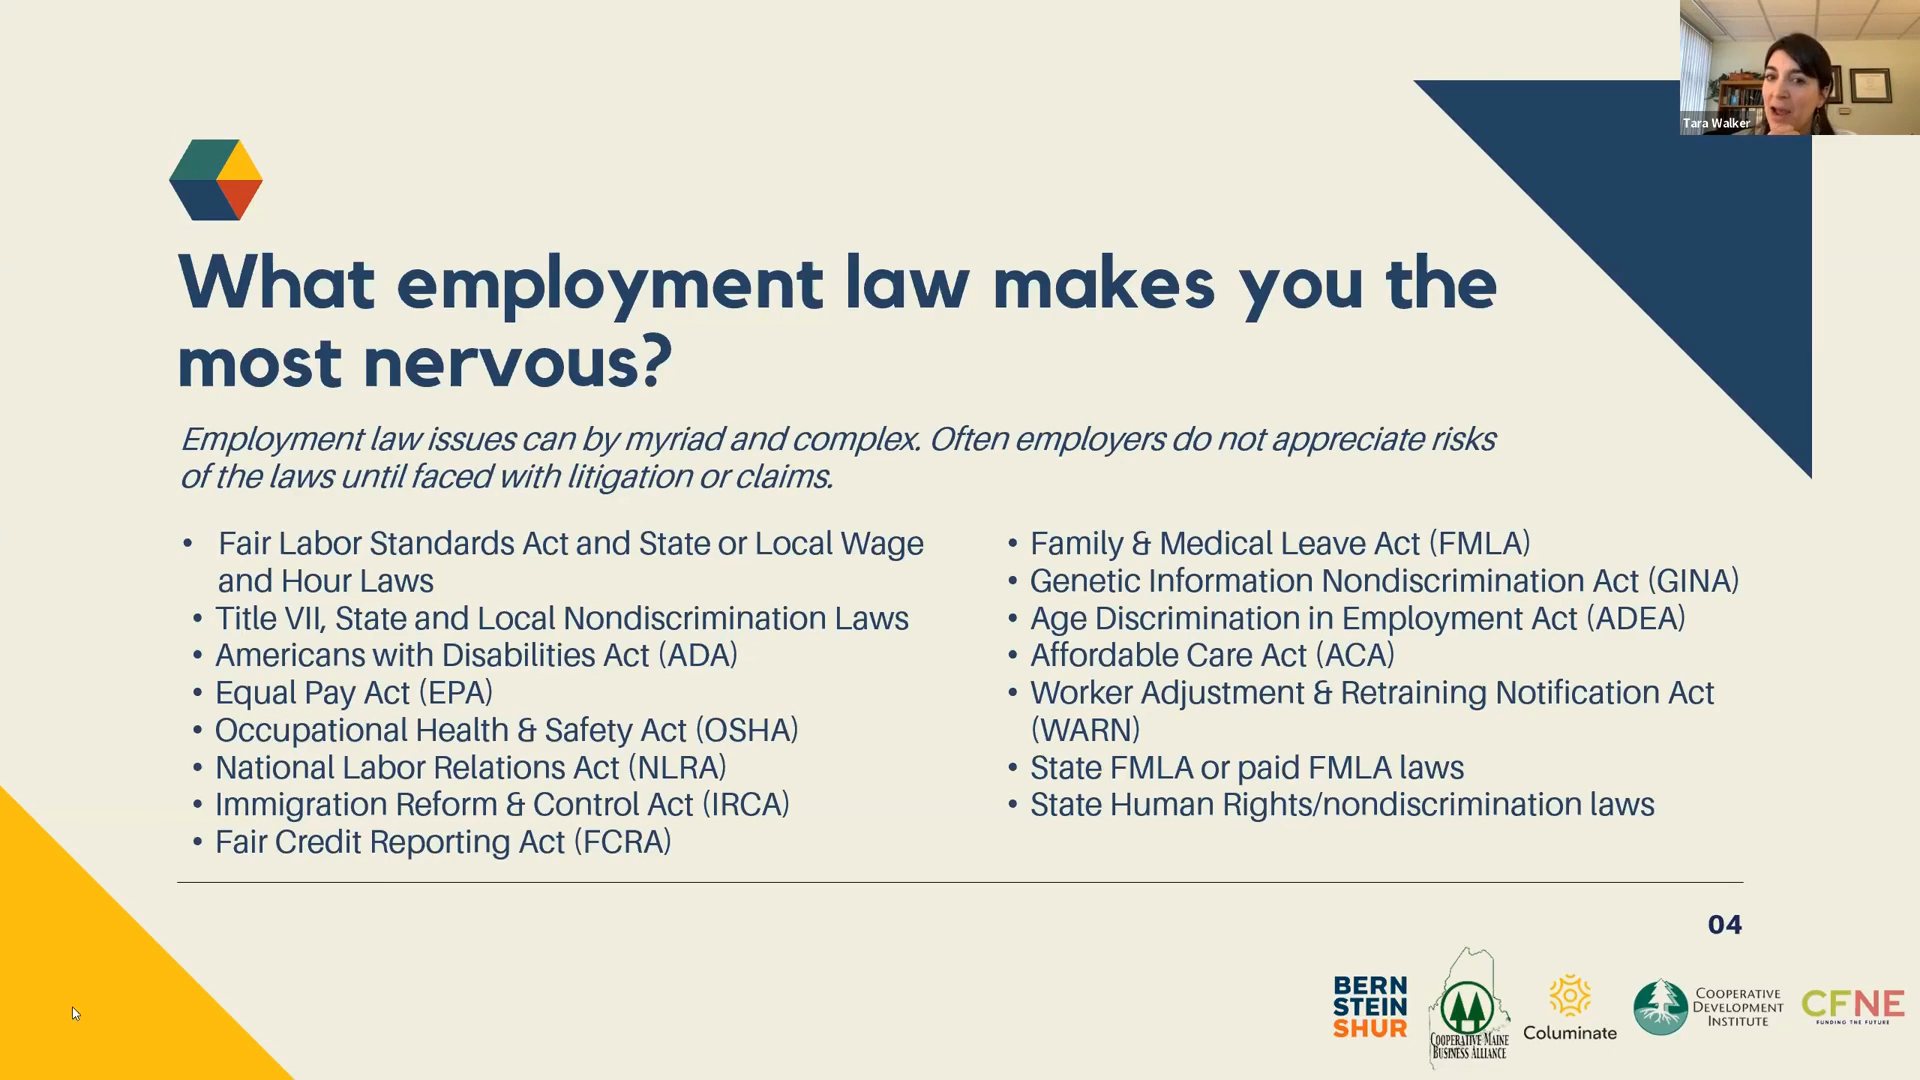 Tara Walker
What employment law makes you the
most nervous?
Employment law issues can by myriad and complex. Often employers do not appreciate risks
of the laws until faced with litigation or claims.
• Fair Labor Standards Act and State or Local Wage
and Hour Laws
• Title VII, State and Local Nondiscrimination Laws
• Americans with Disabilities Act (ADA)
• Equal Pay Act (EPA)
• Occupational Health & Safety Act (OSHA)
• National Labor Relations Act (NLRA)
• Immigration Reform & Control Act (IRCA)
• Fair Credit Reporting Act (FCRA)
• Family & Medical Leave Act (FMLA)
• Genetic Information Nondiscrimination Act (GINA)
• Age Discrimination in Employment Act (ADEA)
• Affordable Care Act (ACA)
• Worker Adjustment & Retraining Notification Act
(WARN)
• State FMLA or paid FMLA laws
• State Human Rights/nondiscrimination laws
04
BERN
STEIN
SHUR
COOPERATIVE MAINE
BUSINESS ALLIANCE
Columinate
COOPERATIVE
DEVELOPMENT
INSTITUTE
CFNE
FUNDING THE FUTURE